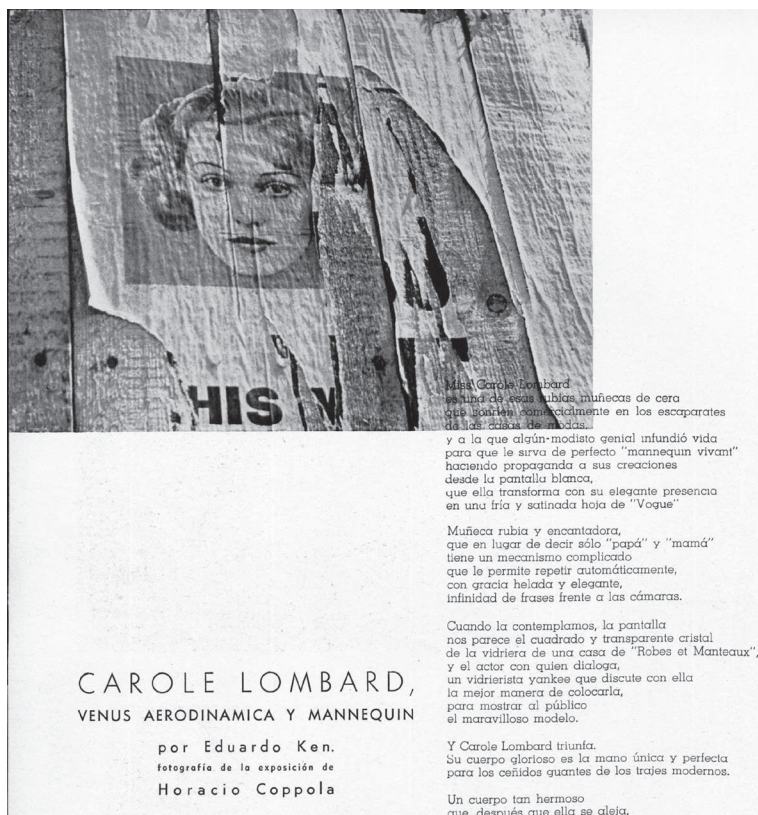 HIS
Miss Carole Lombard
es una de esas rubias muñecas de cera
que sonríen comercialmente en los escaparates
de las casas de modas,
y a la que algún-modisto genial infundió vida
para que le sirva de perfecto "mannequin vivant"
haciendo propaganda a sus creaciones
desde la pantalla blanca,
que ella transforma con su elegante presencia
en una fría y satinada hoja de "Vogue"
Muñeca rubia y encantadora,
que en lugar de decir sólo "papá" y "mamá"
tiene un mecanismo complicado
que le permite repetir automáticamente,
con gracia helada y elegante,
infinidad de frases frente a las cámaras.
Cuando la contemplamos, la pantalla
nos parece el cuadrado y transparente cristal
de la vidriera de una casa de "Robes et Manteaux",
y el actor con quien dialoga,
un vidrierista yankee que discute con ella
la mejor manera de colocarla,
para mostrar al público
el maravilloso modelo.
Y Carole Lombard triunfa.
Su cuerpo glorioso es la mano única y perfecta
para los ceñidos guantes de los trajes modernos.
Un cuerpo tan hermoso
que, después que ella se aleja,
CAROLE LOMBARD,
VENUS AERODINAMICA Y MANNEQUIN
por Eduardo Ken.
fotografía de la exposición de
Horacio Coppola